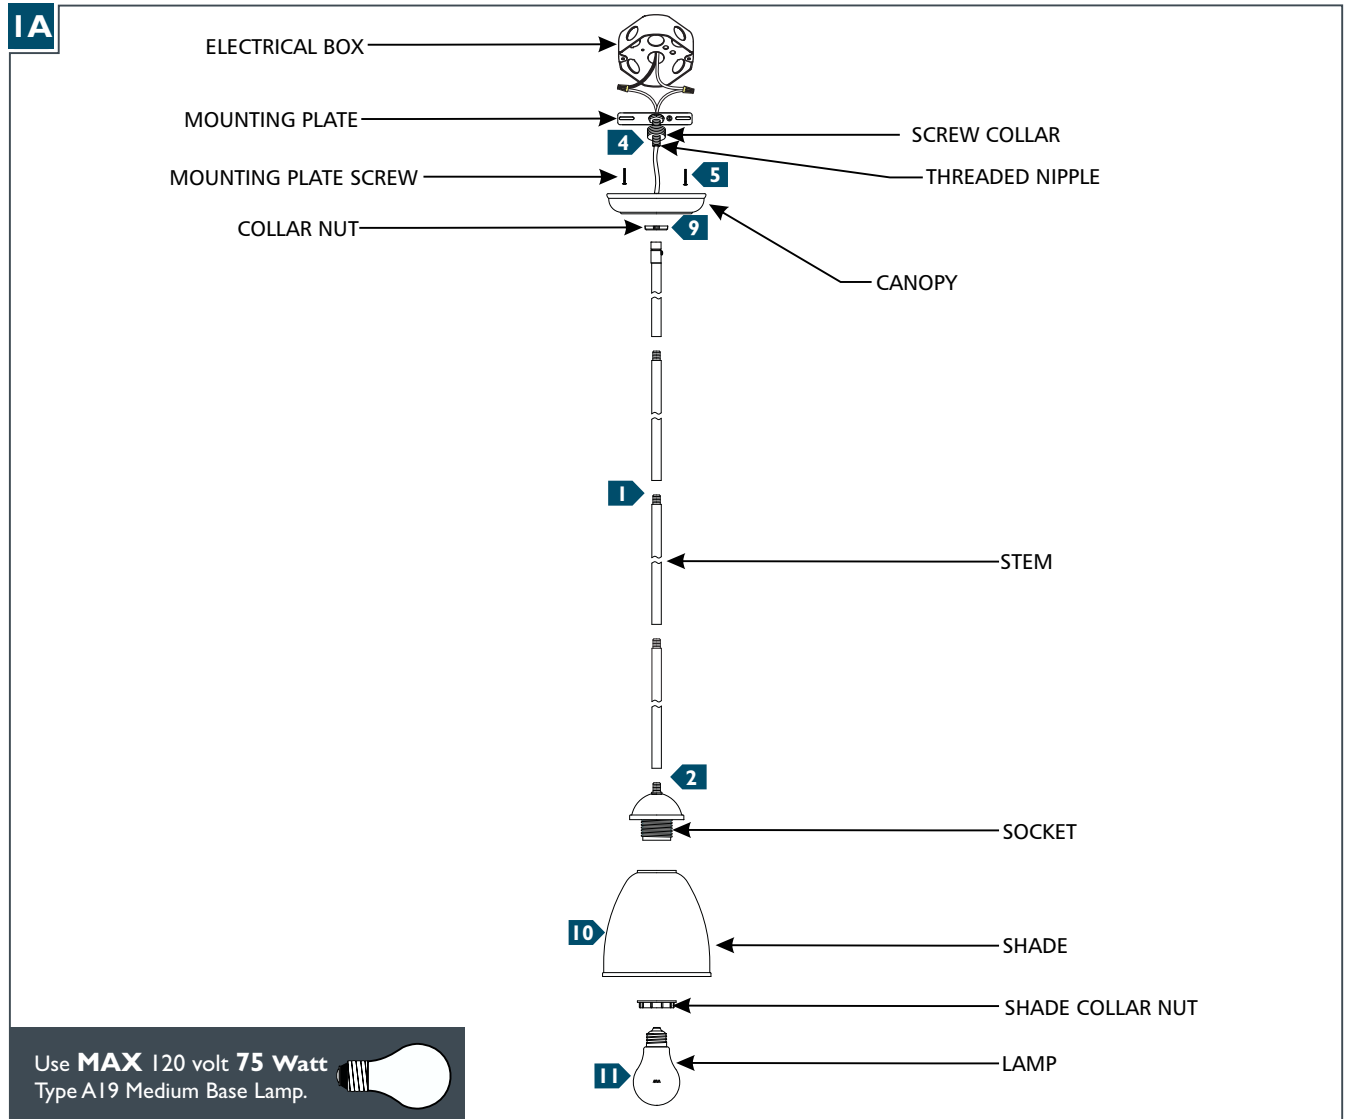 1A
ELECTRICAL BOX
MOUNTING PLATE
4
SCREW COLLAR
MOUNTING PLATE SCREW
5
THREADED NIPPLE
COLLAR NUT
9
CANOPY
1
STEM
2
SOCKET
10
SHADE
SHADE COLLAR NUT
11
LAMP
Use MAX 120 volt 75 Watt
Type A19 Medium Base Lamp.